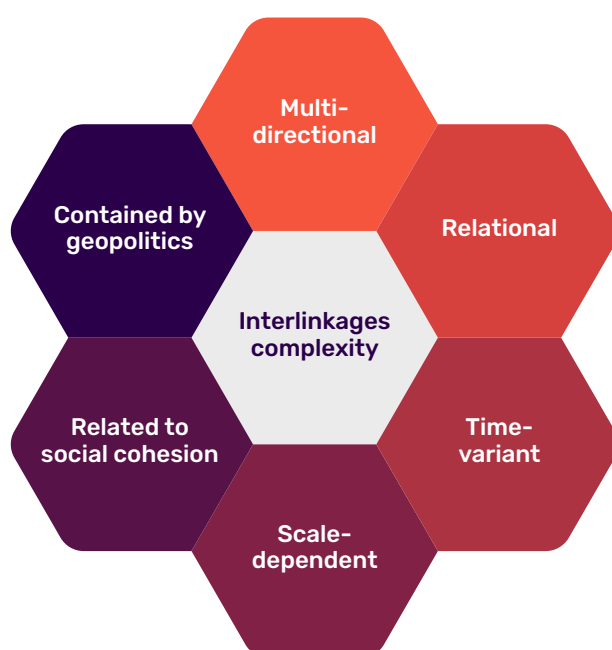 Multi-
directional
Contained by
geopolitics
Relational
Interlinkages
complexity
Related to
social cohesion
Time-
variant
Scale-
dependent